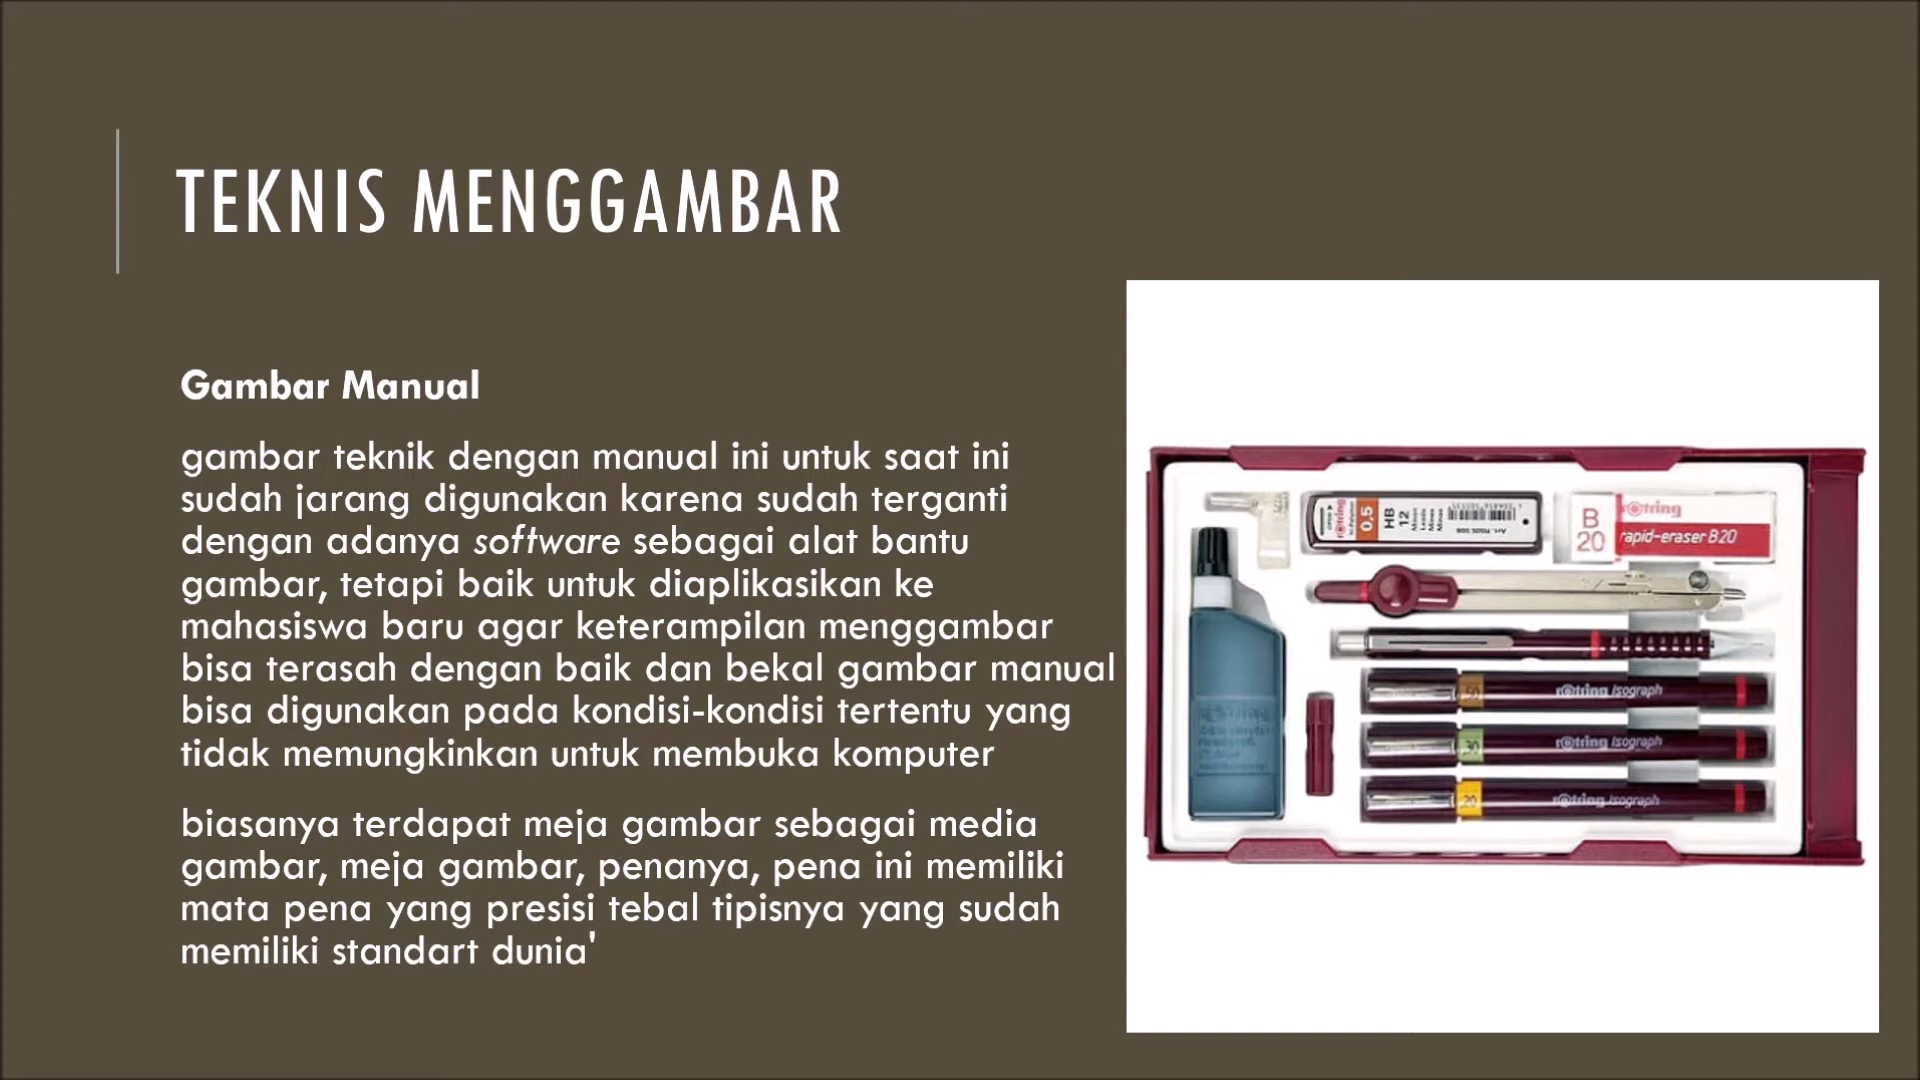 TEKNIS MENGGAMBAR
Gambar Manual
gambar teknik dengan manual ini untuk saat ini
sudah jarang digunakan karena sudah terganti
dengan adanya software sebagai alat bantu
gambar, tetapi baik untuk diaplikasikan ke
mahasiswa baru agar keterampilan menggambar
bisa terasah dengan baik dan bekal gambar manual
bisa digunakan pada kondisi-kondisi tertentu yang
tidak memungkinkan untuk membuka komputer
biasanya terdapat meja gambar sebagai media
gambar, meja gambar, penanya, pena ini memiliki
mata pena yang presisi tebal tipisnya yang sudah
memiliki standart dunia'
rotring
0,5
HB
12
B
20
rotring
rapid-eraser B20
rotring Isograph
rotring Isograph
20
rotring Isograph